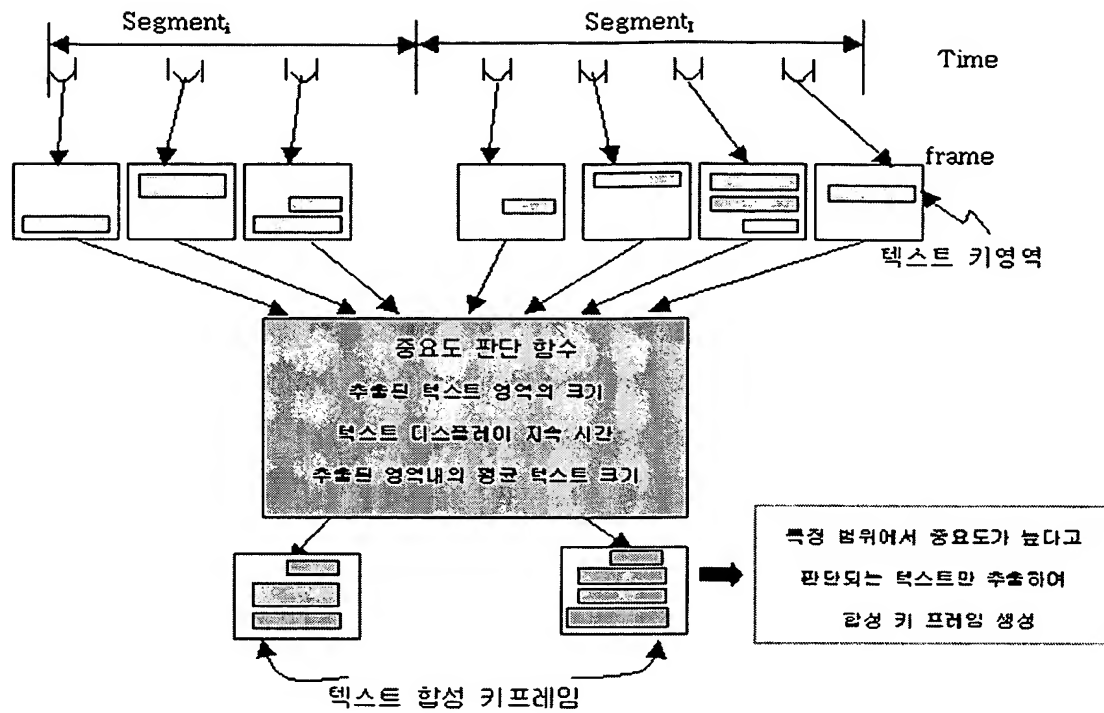 Segmentᵢ
Segment_I
Time
frame
텍스트 키영역
중요도 판단 함수
추출된 텍스트 영역의 크기
텍스트 디스플레이 지속 시간
추출된 영역내의 평균 텍스트 크기
특정 범위에서 중요도가 높다고
판단되는 텍스트만 추출하여
합성 키 프레임 생성
텍스트 합성 키프레임